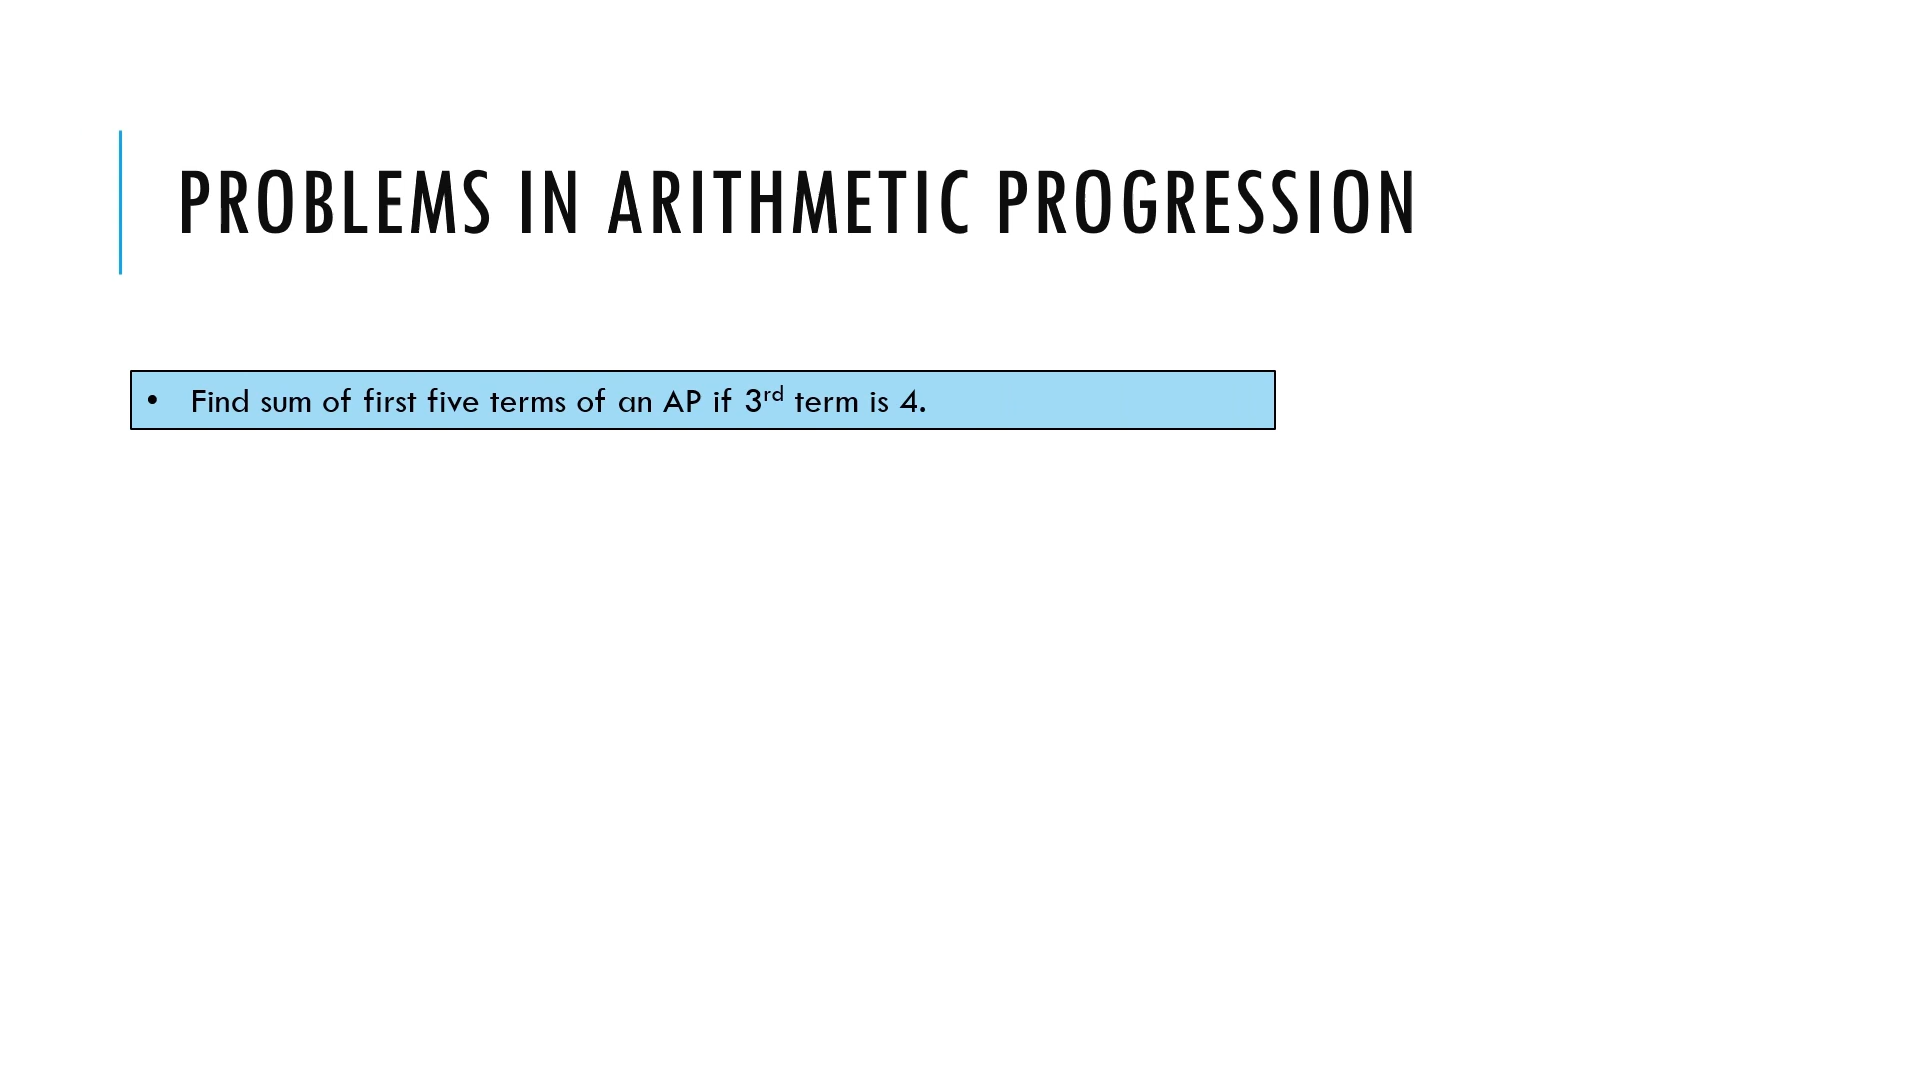 PROBLEMS IN ARITHMETIC PROGRESSION
• Find sum of first five terms of an AP if 3rd term is 4.